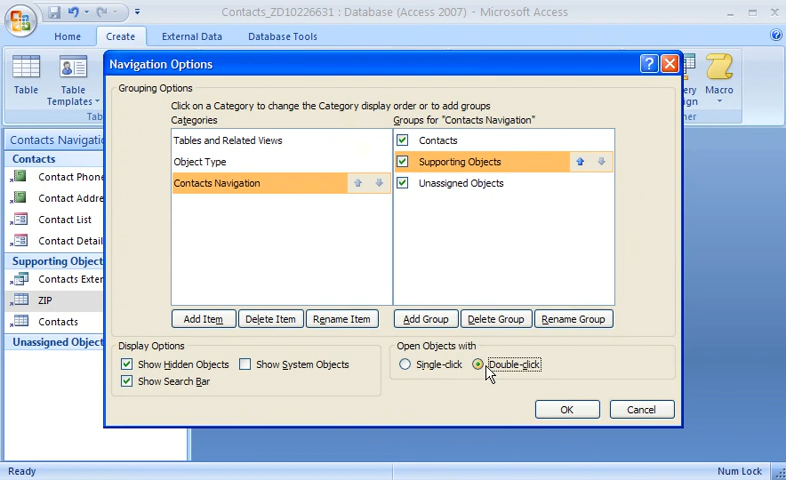 Contacts_ZD10226631 : Database (Access 2007) - Microsoft Access
Home Create External Data Database Tools
Table
Table Templates
Macro
Contacts Navigatio
Contacts
Contact Phone
Contact Addre
Contact List
Contact Detai
Supporting Object
Contacts Exten
ZIP
Contacts
Unassigned Object
Navigation Options
Grouping Options
Click on a Category to change the Category display order or to add groups
Categories
Groups for "Contacts Navigation"
Tables and Related Views
Object Type
Contacts Navigation
Contacts
Supporting Objects
Unassigned Objects
Add Item Delete Item Rename Item
Add Group Delete Group Rename Group
Display Options
Show Hidden Objects Show System Objects
Show Search Bar
Open Objects with
Single-click Double-click
OK Cancel
Ready
Num Lock